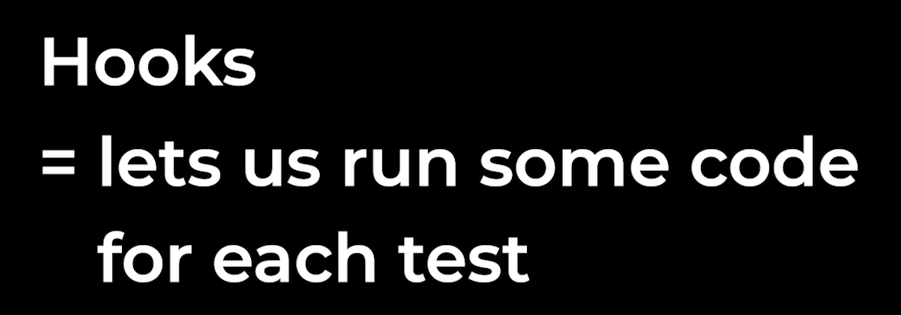 Hooks
= lets us run some code
for each test